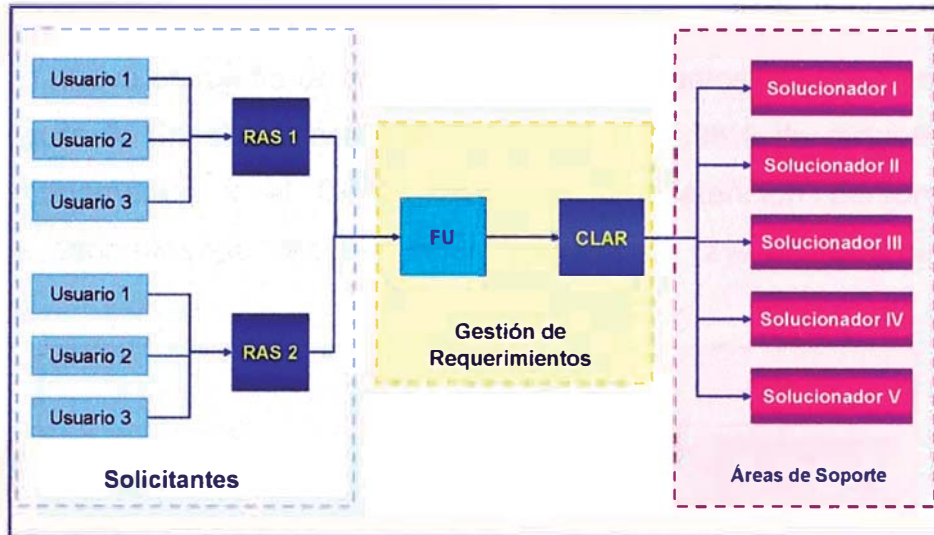 Usuario 1
Usuario 2
Usuario 3
RAS 1
Usuario 1
Usuario 2
Usuario 3
RAS 2
Solicitantes
FU
CLAR
Gestión de
Requerimientos
Solucionador I
Solucionador II
Solucionador III
Solucionador IV
Solucionador V
Áreas de Soporte